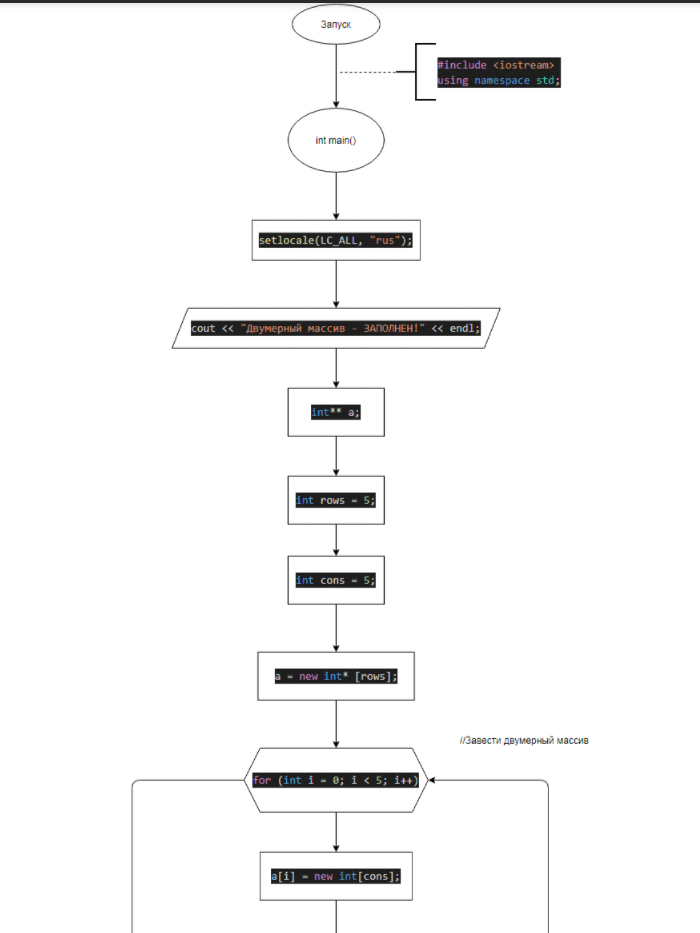 Запуск
#include <iostream>
using namespace std;
int main()
setlocale(LC_ALL, "rus");
cout << "Двумерный массив - ЗАПОЛНЕН!" << endl;
int** a;
int rows = 5;
int cons = 5;
a = new int* [rows];
//Завести двумерный массив
for (int i = 0; i < 5; i++)
a[i] = new int[cons];